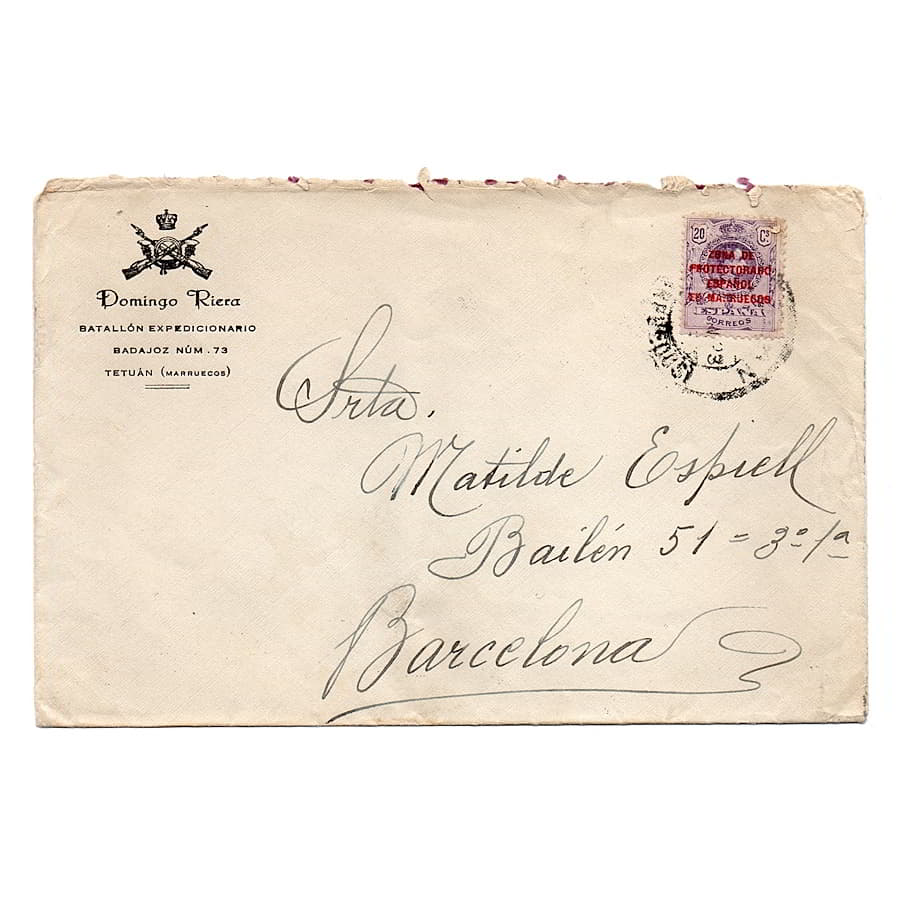 Domingo Riera
BATALLÓN EXPEDICIONARIO
BADAJOZ NÚM. 73
TETUÁN (MARRUECOS)
20 Cs
ZONA DE
PROTECTORADO
ESPAÑOL
EN MARRUECOS
CORREOS
Srta.
Matilde Espiell
Bailén 51 = 3º 1ª
Barcelona